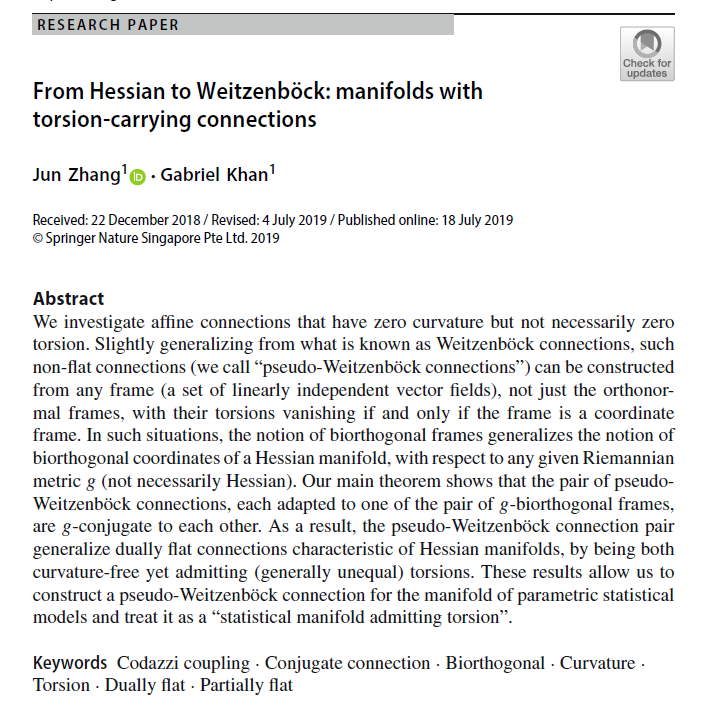 RESEARCH PAPER
Check for
updates
From Hessian to Weitzenböck: manifolds with
torsion-carrying connections
Jun Zhang1 iD · Gabriel Khan1
Received: 22 December 2018 / Revised: 4 July 2019 / Published online: 18 July 2019
© Springer Nature Singapore Pte Ltd. 2019
Abstract
We investigate affine connections that have zero curvature but not necessarily zero
torsion. Slightly generalizing from what is known as Weitzenböck connections, such
non-flat connections (we call “pseudo-Weitzenböck connections”) can be constructed
from any frame (a set of linearly independent vector fields), not just the orthonor-
mal frames, with their torsions vanishing if and only if the frame is a coordinate
frame. In such situations, the notion of biorthogonal frames generalizes the notion of
biorthogonal coordinates of a Hessian manifold, with respect to any given Riemannian
metric g (not necessarily Hessian). Our main theorem shows that the pair of pseudo-
Weitzenböck connections, each adapted to one of the pair of g-biorthogonal frames,
are g-conjugate to each other. As a result, the pseudo-Weitzenböck connection pair
generalize dually flat connections characteristic of Hessian manifolds, by being both
curvature-free yet admitting (generally unequal) torsions. These results allow us to
construct a pseudo-Weitzenböck connection for the manifold of parametric statistical
models and treat it as a “statistical manifold admitting torsion”.
Keywords Codazzi coupling · Conjugate connection · Biorthogonal · Curvature ·
Torsion · Dually flat · Partially flat